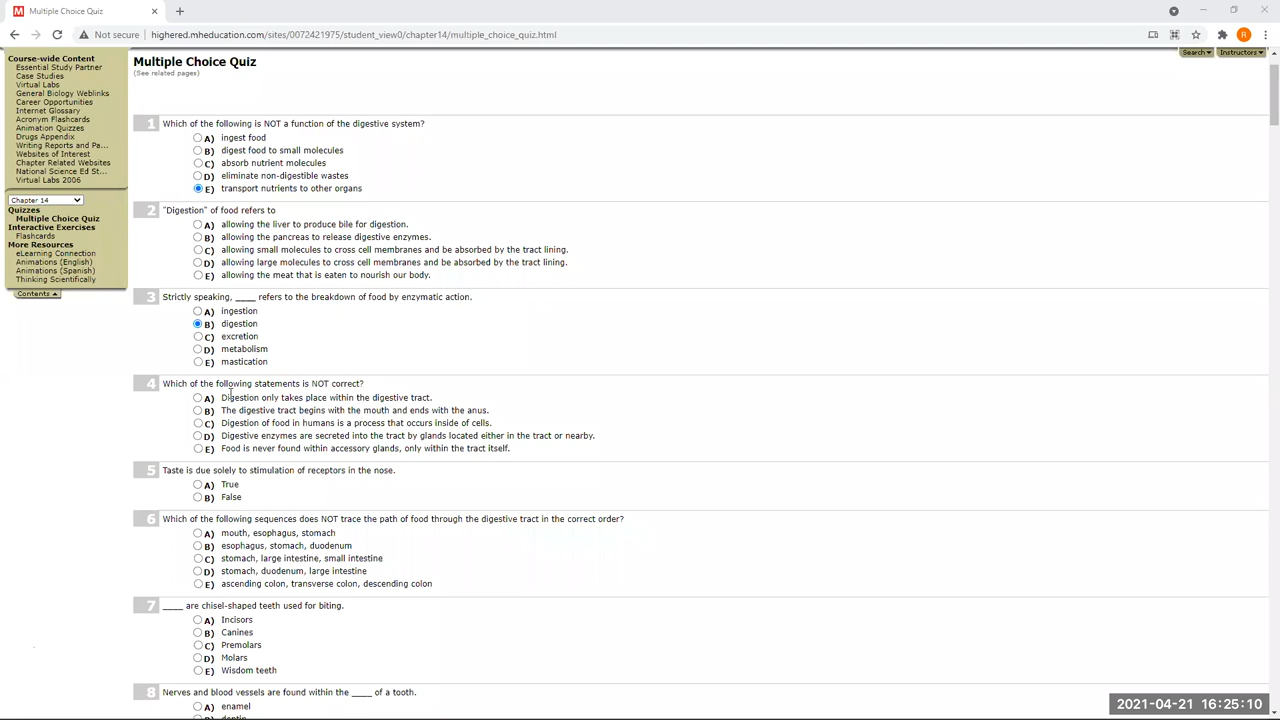 Multiple Choice Quiz
Not secure
highered.mheducation.com/sites/0072421975/student_view0/chapter14/multiple_choice_quiz.html
R
Search
Instructors
Course-wide Content
Essential Study Partner
Case Studies
Virtual Labs
General Biology Weblinks
Career Opportunities
Internet Glossary
Acronym Flashcards
Animation Quizzes
Drugs Appendix
Writing Reports and Pa...
Websites of Interest
Chapter Related Websites
National Science Ed St...
Virtual Labs 2006
Chapter 14
Quizzes
Multiple Choice Quiz
Interactive Exercises
Flashcards
More Resources
eLearning Connection
Animations (English)
Animations (Spanish)
Thinking Scientifically
Contents
Multiple Choice Quiz
(See related pages)
1 Which of the following is NOT a function of the digestive system?
A) ingest food
B) digest food to small molecules
C) absorb nutrient molecules
D) eliminate non-digestible wastes
E) transport nutrients to other organs
2 "Digestion" of food refers to
A) allowing the liver to produce bile for digestion.
B) allowing the pancreas to release digestive enzymes.
C) allowing small molecules to cross cell membranes and be absorbed by the tract lining.
D) allowing large molecules to cross cell membranes and be absorbed by the tract lining.
E) allowing the meat that is eaten to nourish our body.
3 Strictly speaking, ____ refers to the breakdown of food by enzymatic action.
A) ingestion
B) digestion
C) excretion
D) metabolism
E) mastication
4 Which of the following statements is NOT correct?
A) Digestion only takes place within the digestive tract.
B) The digestive tract begins with the mouth and ends with the anus.
C) Digestion of food in humans is a process that occurs inside of cells.
D) Digestive enzymes are secreted into the tract by glands located either in the tract or nearby.
E) Food is never found within accessory glands, only within the tract itself.
5 Taste is due solely to stimulation of receptors in the nose.
A) True
B) False
6 Which of the following sequences does NOT trace the path of food through the digestive tract in the correct order?
A) mouth, esophagus, stomach
B) esophagus, stomach, duodenum
C) stomach, large intestine, small intestine
D) stomach, duodenum, large intestine
E) ascending colon, transverse colon, descending colon
7 ____ are chisel-shaped teeth used for biting.
A) Incisors
B) Canines
C) Premolars
D) Molars
E) Wisdom teeth
8 Nerves and blood vessels are found within the ____ of a tooth.
A) enamel
B) dentin
2021-04-21 16:25:10